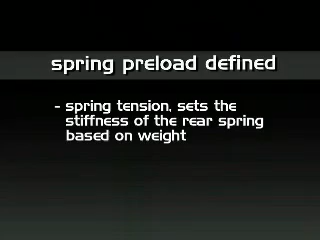 spring preload defined
- spring tension, sets the
stiffness of the rear spring
based on weight